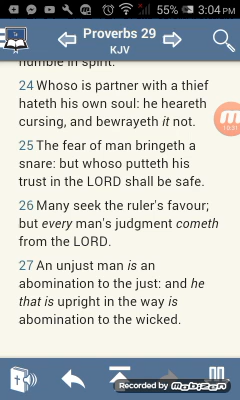 55% 3:04PM
Proverbs 29
KJV
humble in spirit.
24 Whoso is partner with a thief
hateth his own soul: he heareth
cursing, and bewrayeth it not.
25 The fear of man bringeth a
snare: but whoso putteth his
trust in the LORD shall be safe.
26 Many seek the ruler's favour;
but every man's judgment cometh
from the LORD.
27 An unjust man is an
abomination to the just: and he
that is upright in the way is
abomination to the wicked.
Recorded by Mobizen